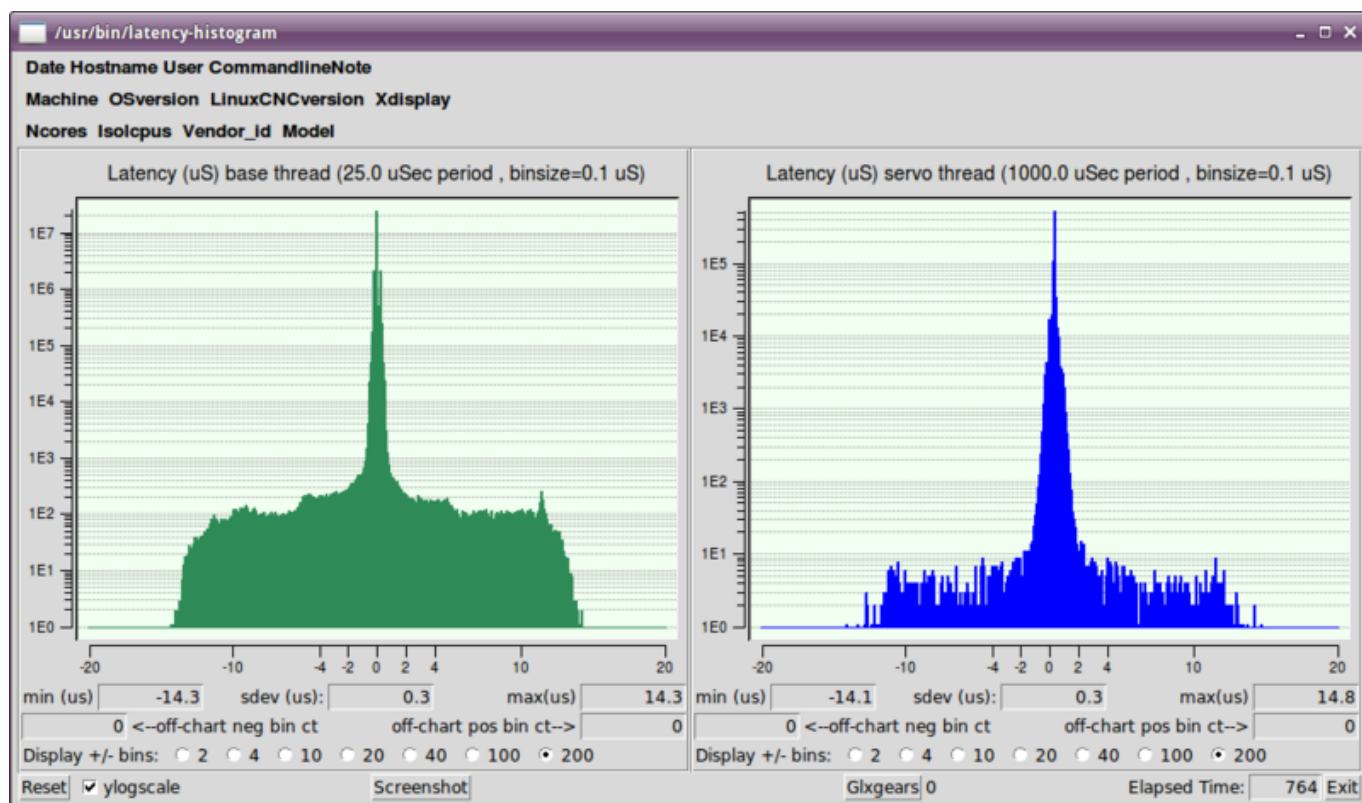 /usr/bin/latency-histogram
Date Hostname User CommandlineNote
Machine OSversion LinuxCNCversion Xdisplay
Ncores Isolcpus Vendor_id Model
Latency (uS) base thread (25.0 uSec period , binsize=0.1 uS)
1E7
1E6
1E5
1E4
1E3
1E2
1E1
1E0
-20 -10 -4 -2 0 2 4 10 20
min (us) -14.3 sdev (us): 0.3 max(us) 14.3
0 <--off-chart neg bin ct off-chart pos bin ct--> 0
Display +/- bins: 2 4 10 20 40 100 200
Latency (uS) servo thread (1000.0 uSec period , binsize=0.1 uS)
1E5
1E4
1E3
1E2
1E1
1E0
-20 -10 -4 -2 0 2 4 10 20
min (us) -14.1 sdev (us): 0.3 max(us) 14.8
0 <--off-chart neg bin ct off-chart pos bin ct--> 0
Display +/- bins: 2 4 10 20 40 100 200
Reset ylogscale Screenshot Glxgears 0 Elapsed Time: 764 Exit